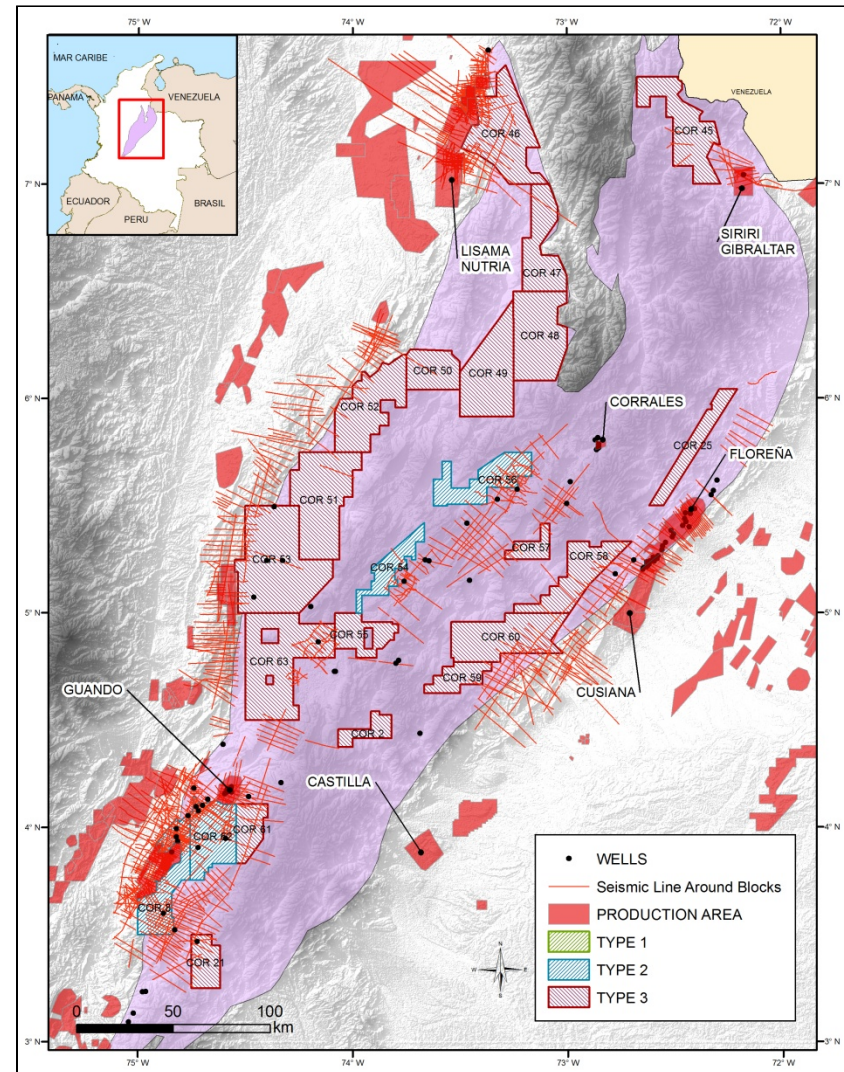 75°W
74°W
73°W
72°W
MAR CARIBE
PANAMA
VENEZUELA
ECUADOR
PERU
BRASIL
VENEZUELA
COR 46
COR 45
7° N
7° N
LISAMA
NUTRIA
SIRIRI
GIBRALTAR
COR 47
COR 48
COR 50
COR 49
6° N
6° N
COR 52
CORRALES
COR 25
FLOREÑA
COR 56
COR 51
COR 57
COR 58
COR 53
COR 54
5° N
5° N
COR 55
COR 60
COR 63
COR 59
GUANDO
CUSIANA
COR 2
CASTILLA
4° N
4° N
COR 62
COR 61
COR 8
COR 21
WELLS
Seismic Line Around Blocks
PRODUCTION AREA
TYPE 1
TYPE 2
TYPE 3
N
W
E
S
0 50 100
km
3° N
3° N
75°W
74°W
73°W
72°W